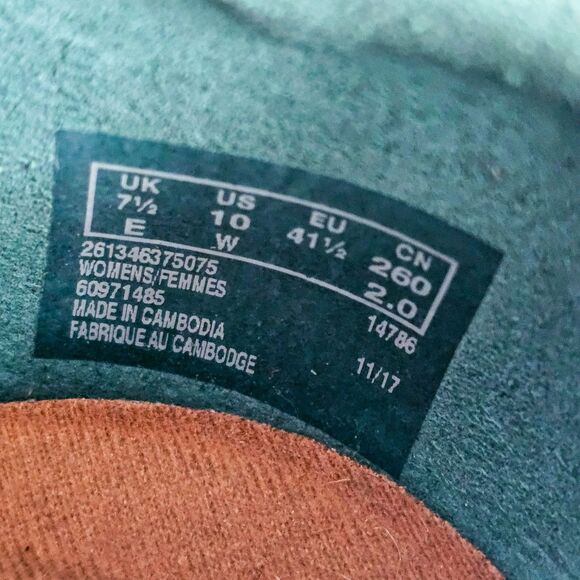 UK US EU CN
7½ 10 41½ 260
E W 2.0
261346375075
WOMENS/FEMMES
60971485 14786
MADE IN CAMBODIA
FABRIQUE AU CAMBODGE 11/17